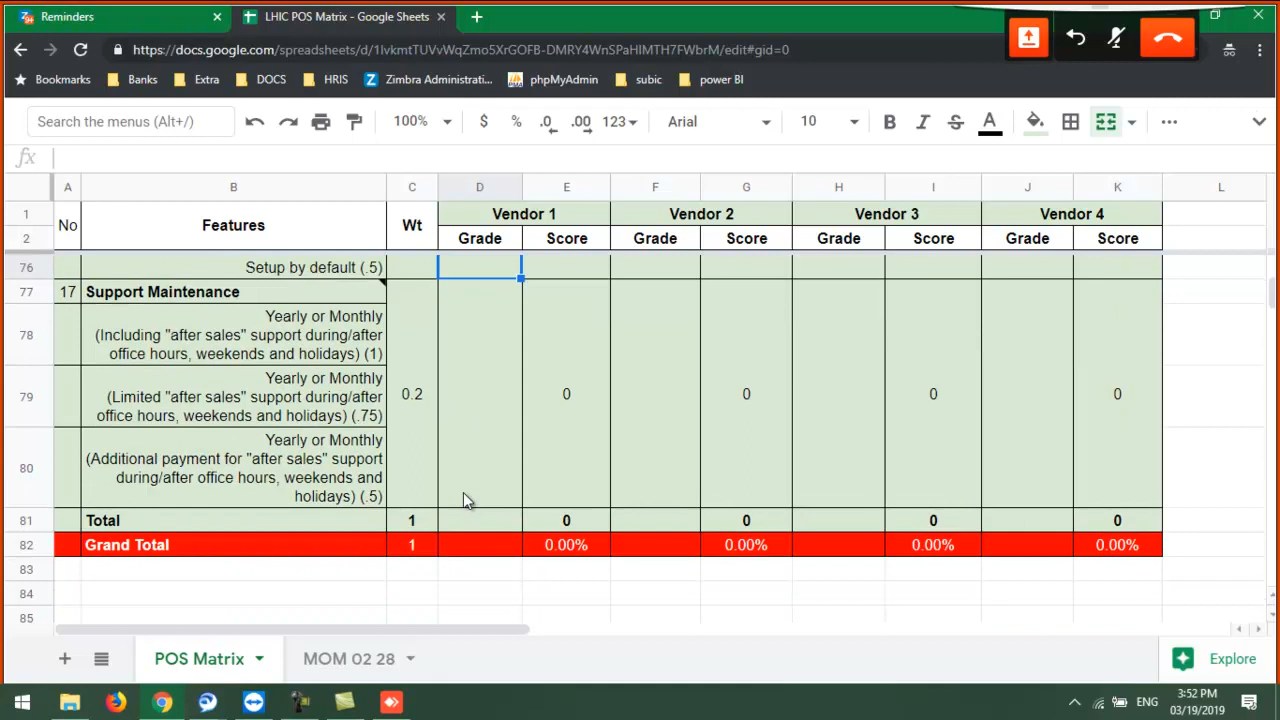 Reminders
LHIC POS Matrix - Google Sheets
https://docs.google.com/spreadsheets/d/1IvkmtTUVvWqZmo5XrGOFB-DMRY4WnSPaHIMTH7FWbrM/edit#gid=0
Bookmarks Banks Extra DOCS HRIS Zimbra Administrati... phpMyAdmin subic power BI
Search the menus (Alt+/) 100% $ % .0 .00 123 Arial 10 B I S A ...
fx
A B C D E F G H I J K L
1 No Features Wt Vendor 1 Vendor 2 Vendor 3 Vendor 4
2 Grade Score Grade Score Grade Score Grade Score
76 Setup by default (.5)
77 17 Support Maintenance
78 Yearly or Monthly
(Including "after sales" support during/after
office hours, weekends and holidays) (1)
79 Yearly or Monthly
(Limited "after sales" support during/after
office hours, weekends and holidays) (.75)
0.2 0 0 0 0
80 Yearly or Monthly
(Additional payment for "after sales" support
during/after office hours, weekends and
holidays) (.5)
81 Total 1 0 0 0 0
82 Grand Total 1 0.00% 0.00% 0.00% 0.00%
83
84
85
POS Matrix MOM 02 28 Explore
ENG 3:52 PM
03/19/2019